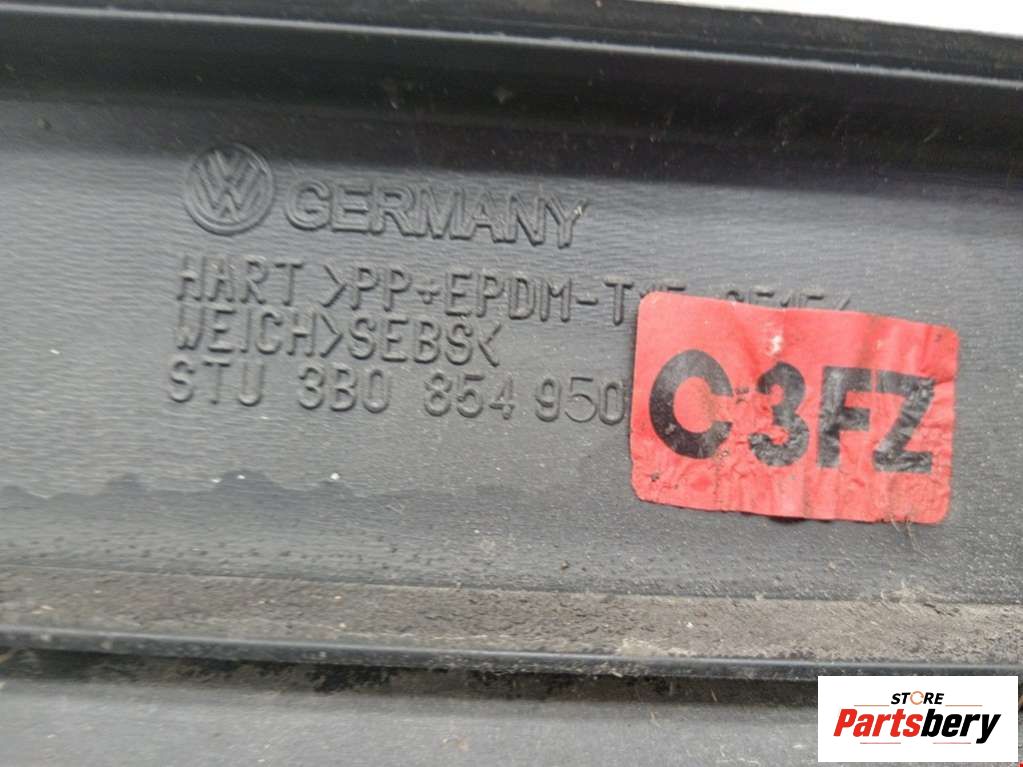 GERMANY
HART >PP+EPDM-T
WEICH>SEBS<
STU 3B0 854 950
C3FZ
STORE
Partsbery